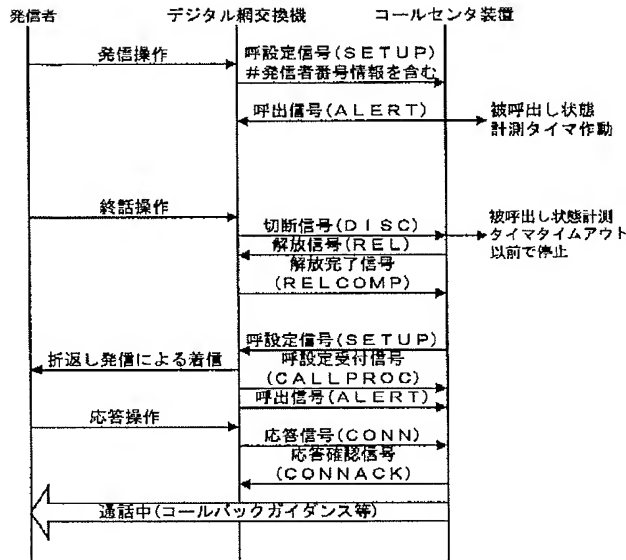 発信者
デジタル網交換機
コールセンタ装置
発信操作
呼設定信号(SETUP)
#発信者番号情報を含む
呼出信号(ALERT)
被呼出し状態
計測タイマ作動
終話操作
切断信号(DISC)
被呼出し状態計測
タイマタイムアウト
以前で停止
解放信号(REL)
解放完了信号
(RELCOMP)
呼設定信号(SETUP)
折返し発信による着信
呼設定受付信号
(CALLPROC)
呼出信号(ALERT)
応答操作
応答信号(CONN)
応答確認信号
(CONNACK)
通話中(コールバックガイダンス等)